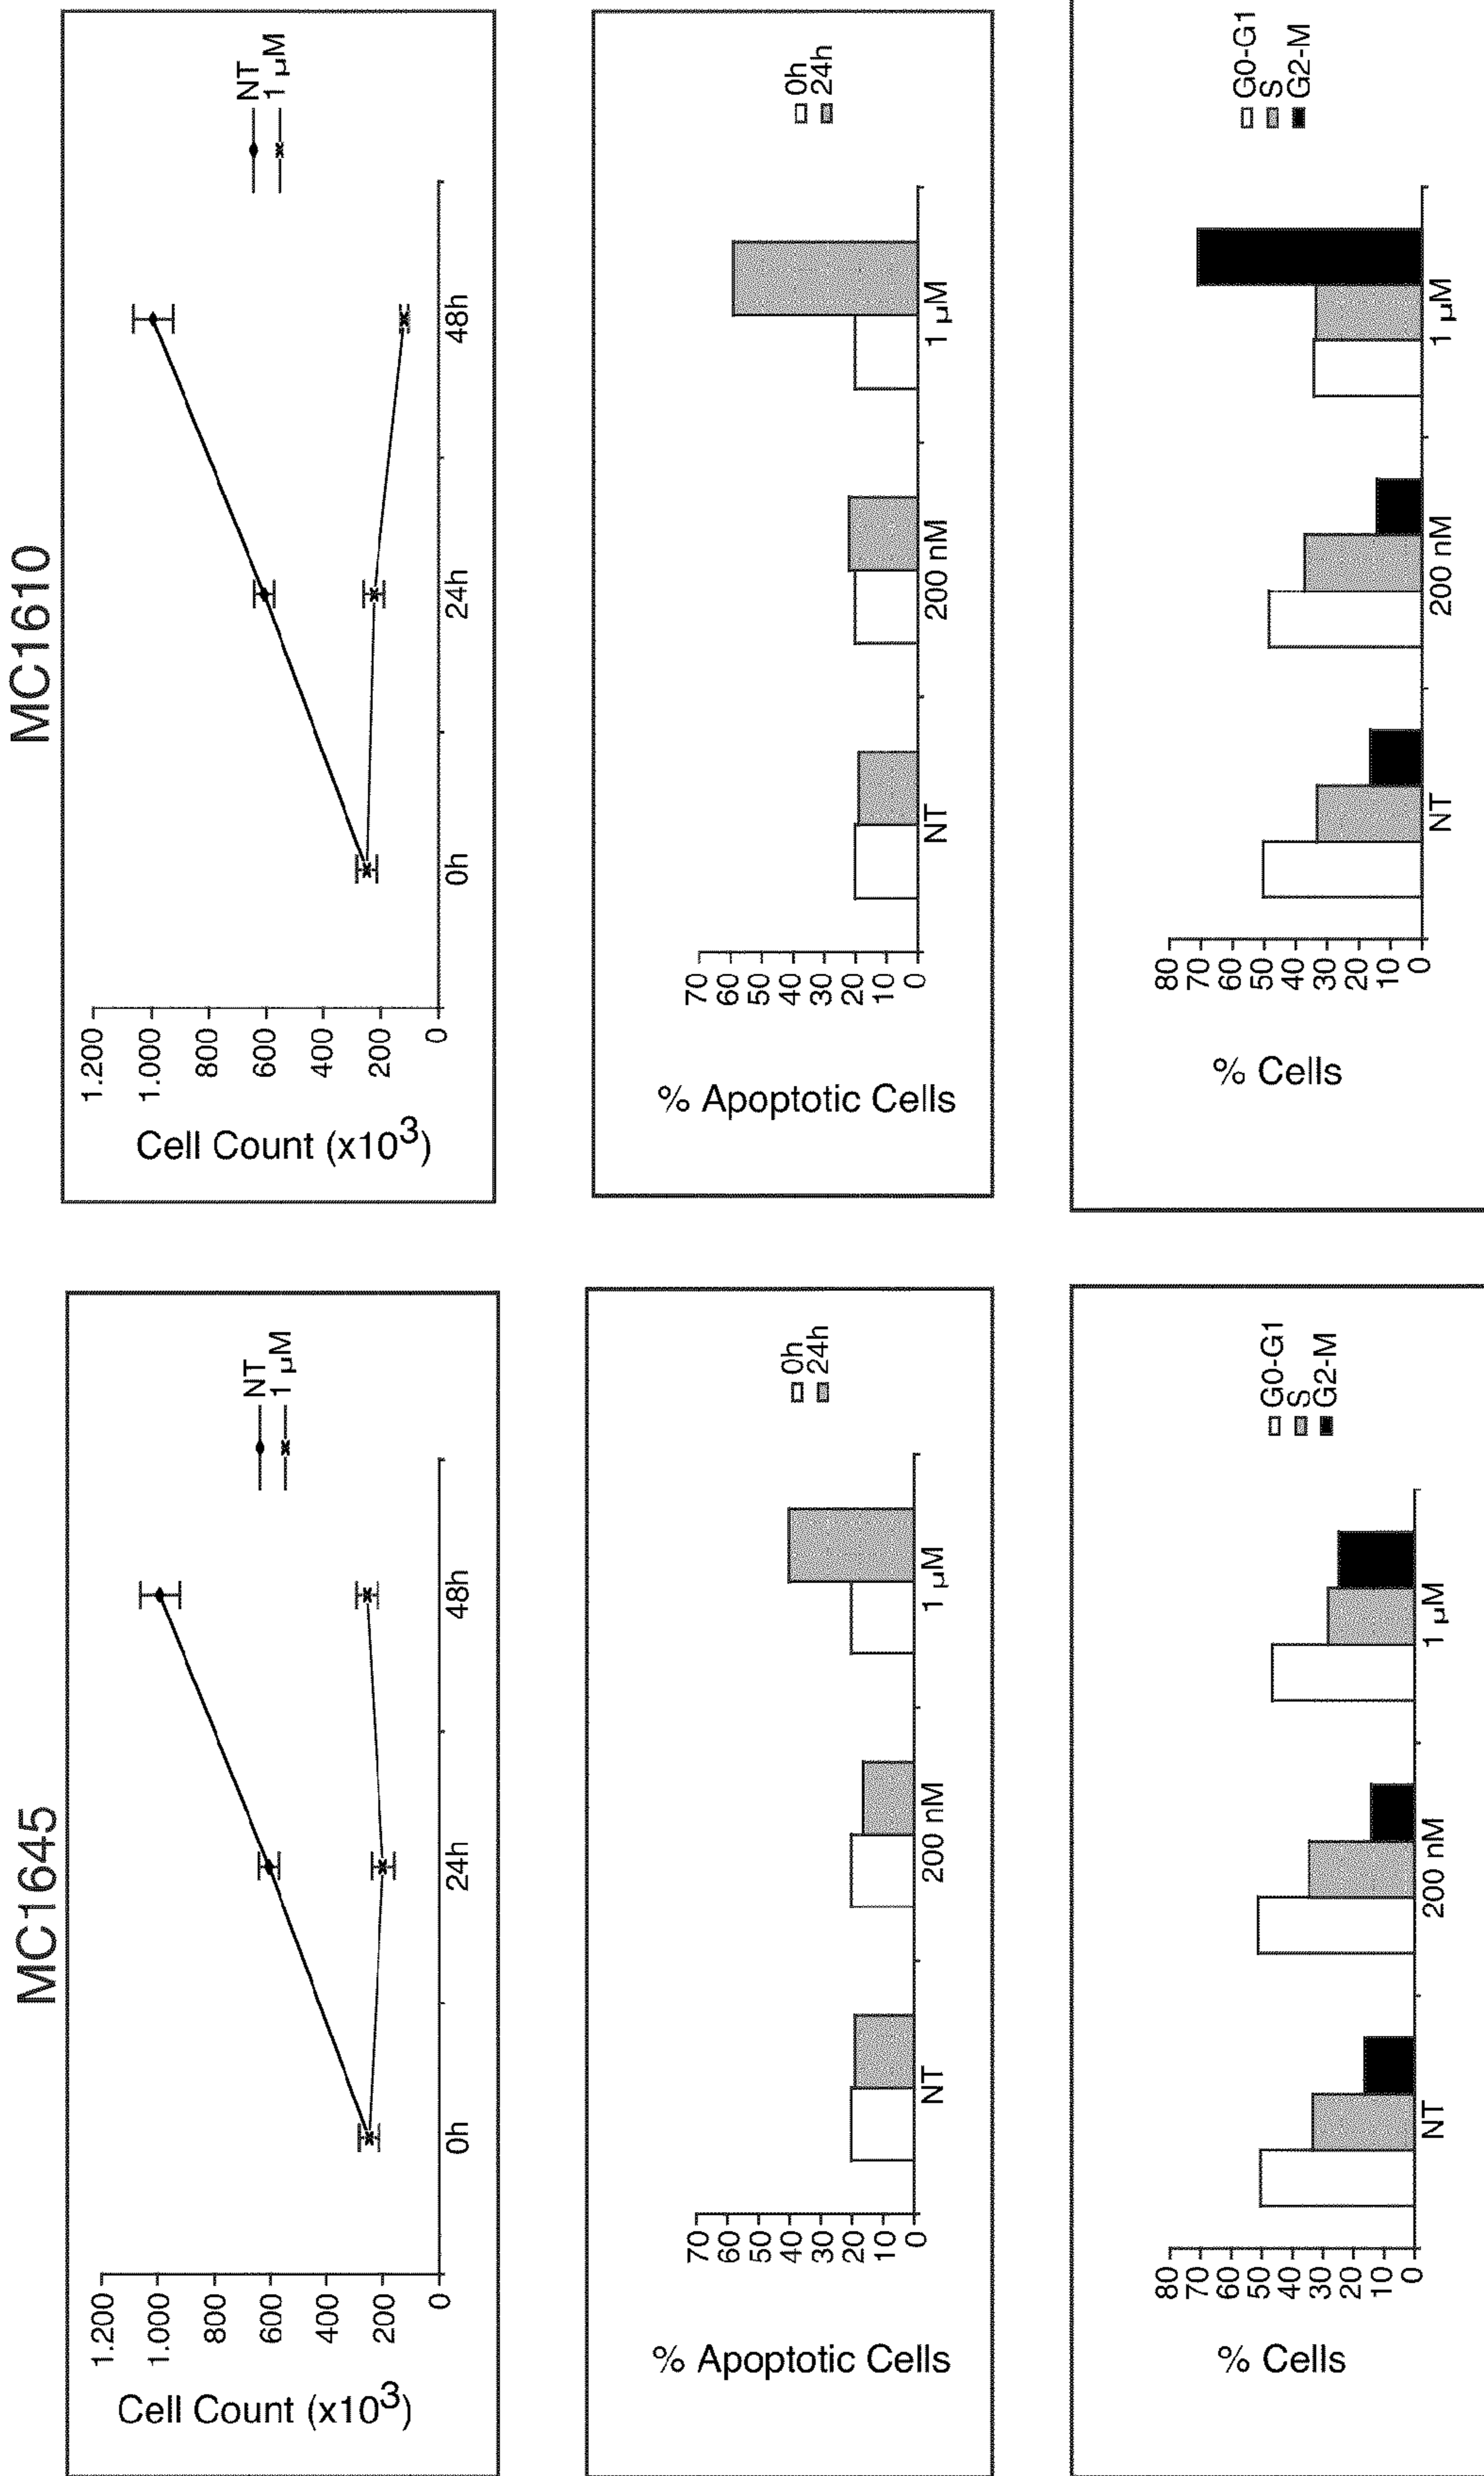 MC1645
Cell Count (x10³)
1.200
1.000
800
600
400
200
0
0h
24h
48h
NT
1 µM
% Apoptotic Cells
70
60
50
40
30
20
10
0
NT
200 nM
1 µM
0h
24h
% Cells
80
70
60
50
40
30
20
10
0
NT
200 nM
1 µM
G0-G1
S
G2-M
MC1610
Cell Count (x10³)
1.200
1.000
800
600
400
200
0
0h
24h
48h
NT
1 µM
% Apoptotic Cells
70
60
50
40
30
20
10
0
NT
200 nM
1 µM
0h
24h
% Cells
80
70
60
50
40
30
20
10
0
NT
200 nM
1 µM
G0-G1
S
G2-M